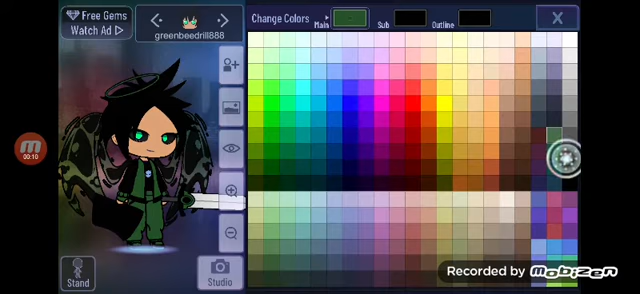 Free Gems
Watch Ad
greenbeedrill888
Change Colors
Main
Sub
Outline
X
00:10
Stand
Studio
Recorded by
MOBIZEN